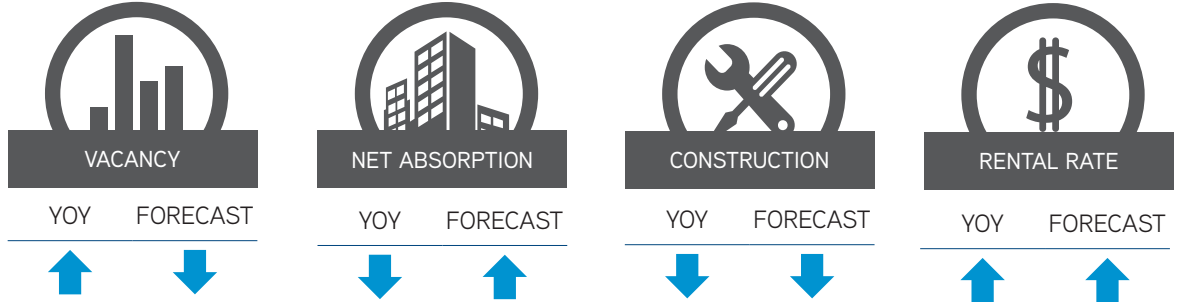 VACANCY
YOY FORECAST
NET ABSORPTION
YOY FORECAST
CONSTRUCTION
YOY FORECAST
$
RENTAL RATE
YOY FORECAST